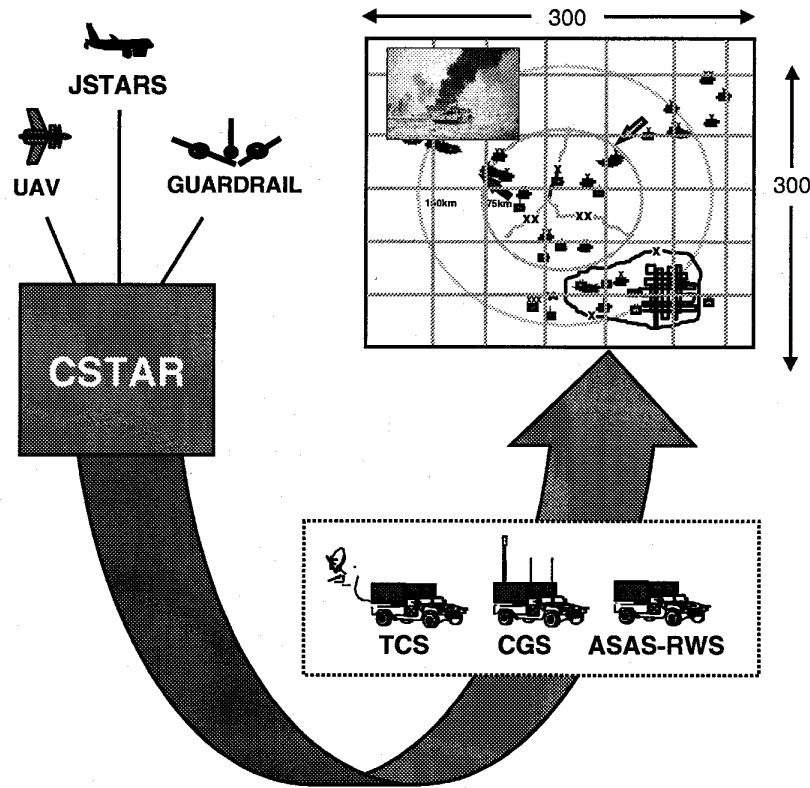 300
JSTARS
UAV
GUARDRAIL
300
75km
XX
XX
X
X
CSTAR
TCS
CGS
ASAS-RWS